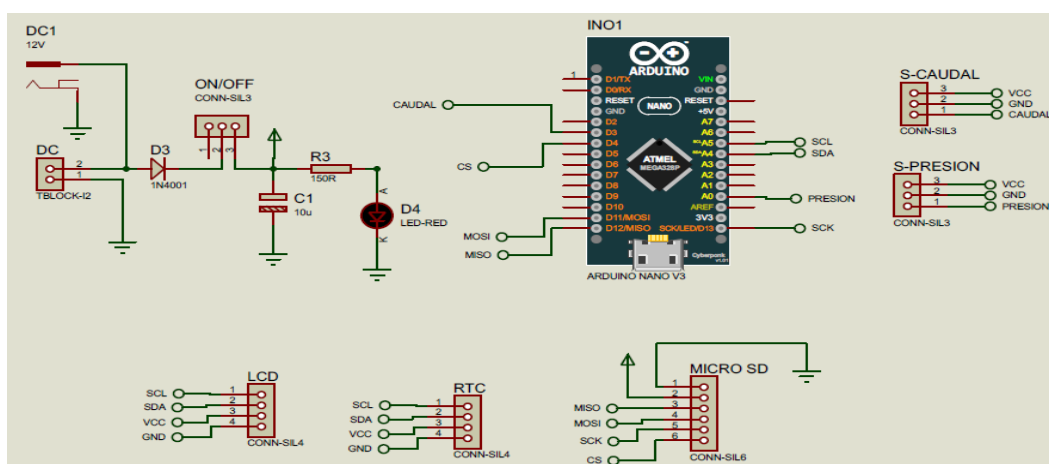 DC1
12V
ON/OFF
CONN-SIL3
1
2
3
DC
2
1
TBLOCK-I2
D3
1N4001
C1
10u
R3
150R
A
D4
LED-RED
K
INO1
ARDUINO
NANO
ATMEL
MEGA328P
1
D1/TX
D0/RX
RESET
GND
D2
D3
D4
D5
D6
D7
D8
D9
D10
D11/MOSI
D12/MISO
VIN
GND
RESET
+5V
A7
A6
A5
A4
A3
A2
A1
A0
AREF
3V3
SCK/LED/D13
Cyberponk
ARDUINO NANO V3
CAUDAL
CS
MOSI
MISO
SCL
SDA
PRESION
SCK
S-CAUDAL
3 VCC
2 GND
1 CAUDAL
CONN-SIL3
S-PRESION
3 VCC
2 GND
1 PRESION
CONN-SIL3
LCD
SCL 1
SDA 2
VCC 3
GND 4
CONN-SIL4
RTC
SCL 1
SDA 2
VCC 3
GND 4
CONN-SIL4
MICRO SD
1
2
MISO 3
MOSI 4
SCK 5
CS 6
CONN-SIL6